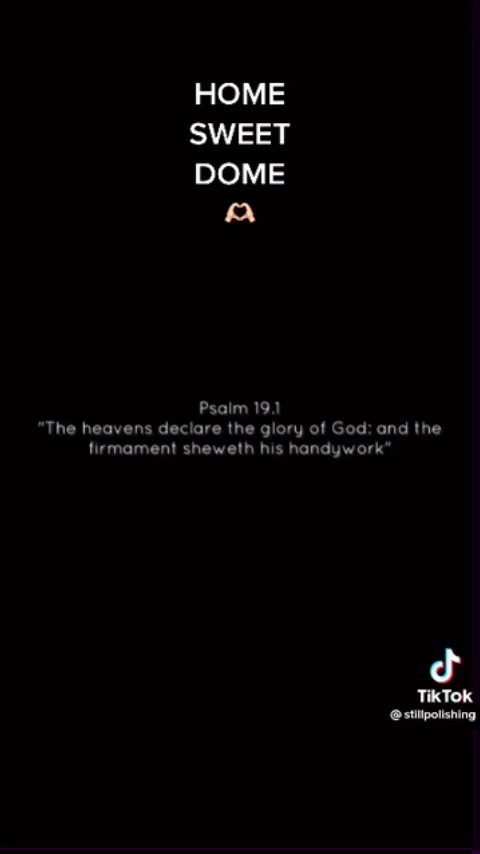 HOME
SWEET
DOME
🫶🏻
Psalm 19.1
"The heavens declare the glory of God: and the
firmament sheweth his handywork"
TikTok
@stillpolishing